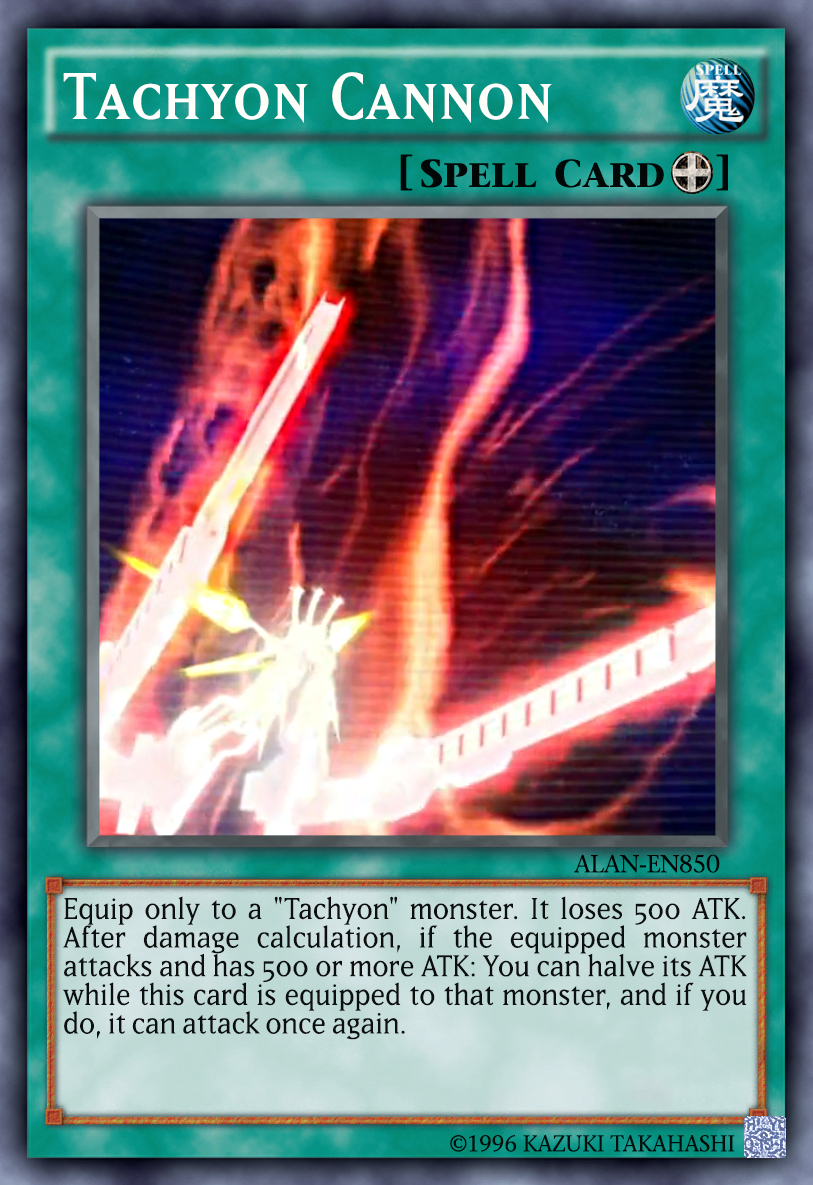 Tachyon Cannon
SPELL
魔
[Spell Card]
ALAN-EN850
Equip only to a "Tachyon" monster. It loses 500 ATK.
After damage calculation, if the equipped monster
attacks and has 500 or more ATK: You can halve its ATK
while this card is equipped to that monster, and if you
do, it can attack once again.
©1996 KAZUKI TAKAHASHI